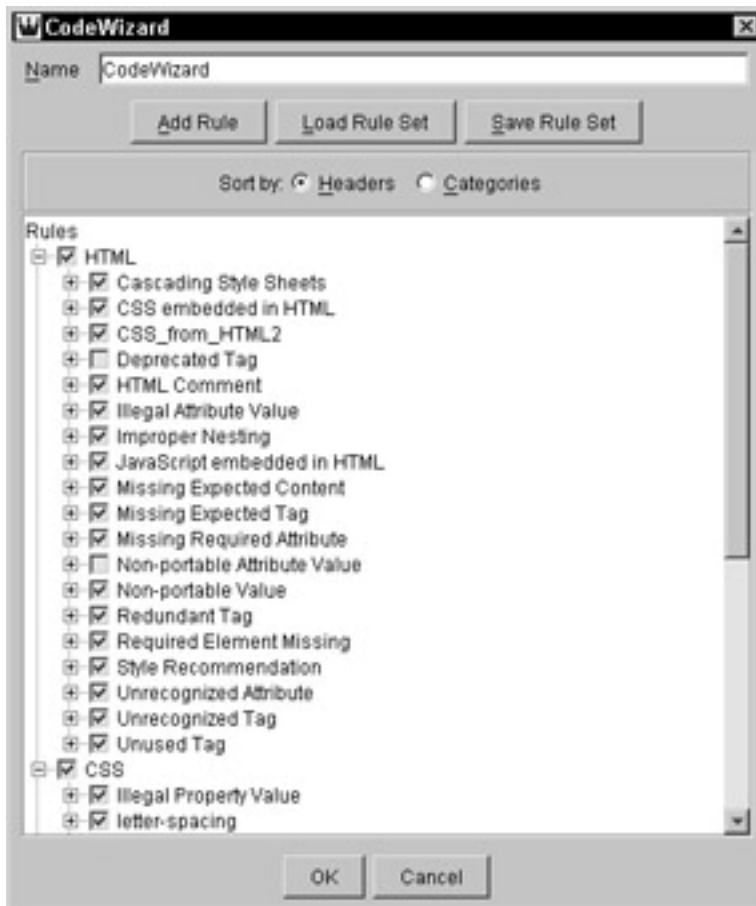 CodeWizard
Name CodeWizard
Add Rule Load Rule Set Save Rule Set
Sort by: Headers Categories
Rules
HTML
Cascading Style Sheets
CSS embedded in HTML
CSS_from_HTML2
Deprecated Tag
HTML Comment
Illegal Attribute Value
Improper Nesting
JavaScript embedded in HTML
Missing Expected Content
Missing Expected Tag
Missing Required Attribute
Non-portable Attribute Value
Non-portable Value
Redundant Tag
Required Element Missing
Style Recommendation
Unrecognized Attribute
Unrecognized Tag
Unused Tag
CSS
Illegal Property Value
letter-spacing
OK Cancel